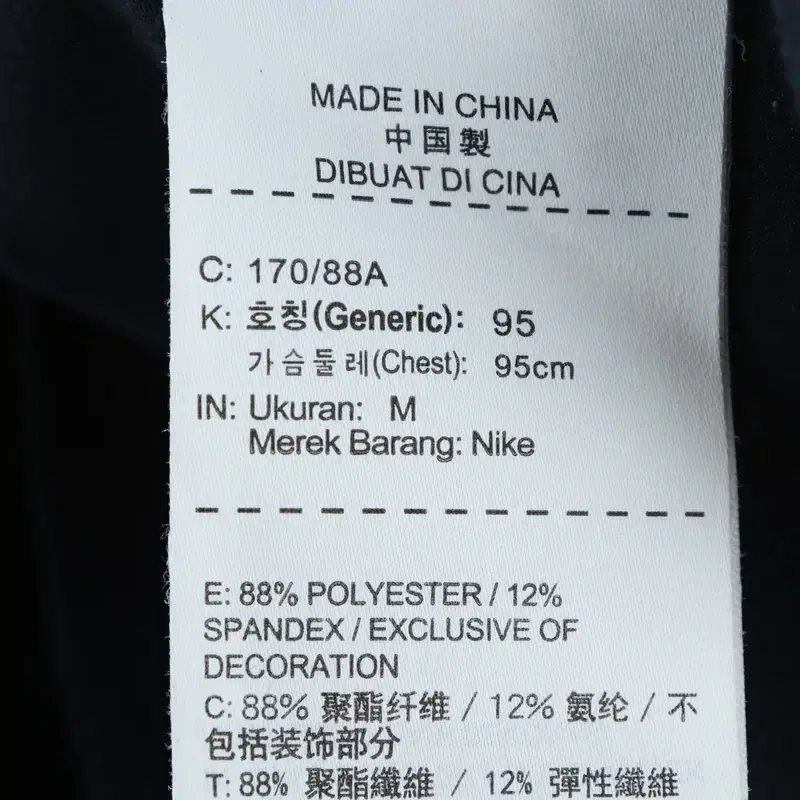 MADE IN CHINA
中国製
DIBUAT DI CINA
C: 170/88A
K: 호칭(Generic): 95
가슴둘레(Chest): 95cm
IN: Ukuran: M
Merek Barang: Nike
E: 88% POLYESTER / 12%
SPANDEX / EXCLUSIVE OF
DECORATION
C: 88% 聚酯纤维 / 12% 氨纶 / 不
包括装饰部分
T: 88% 聚酯纖維 / 12% 彈性纖維